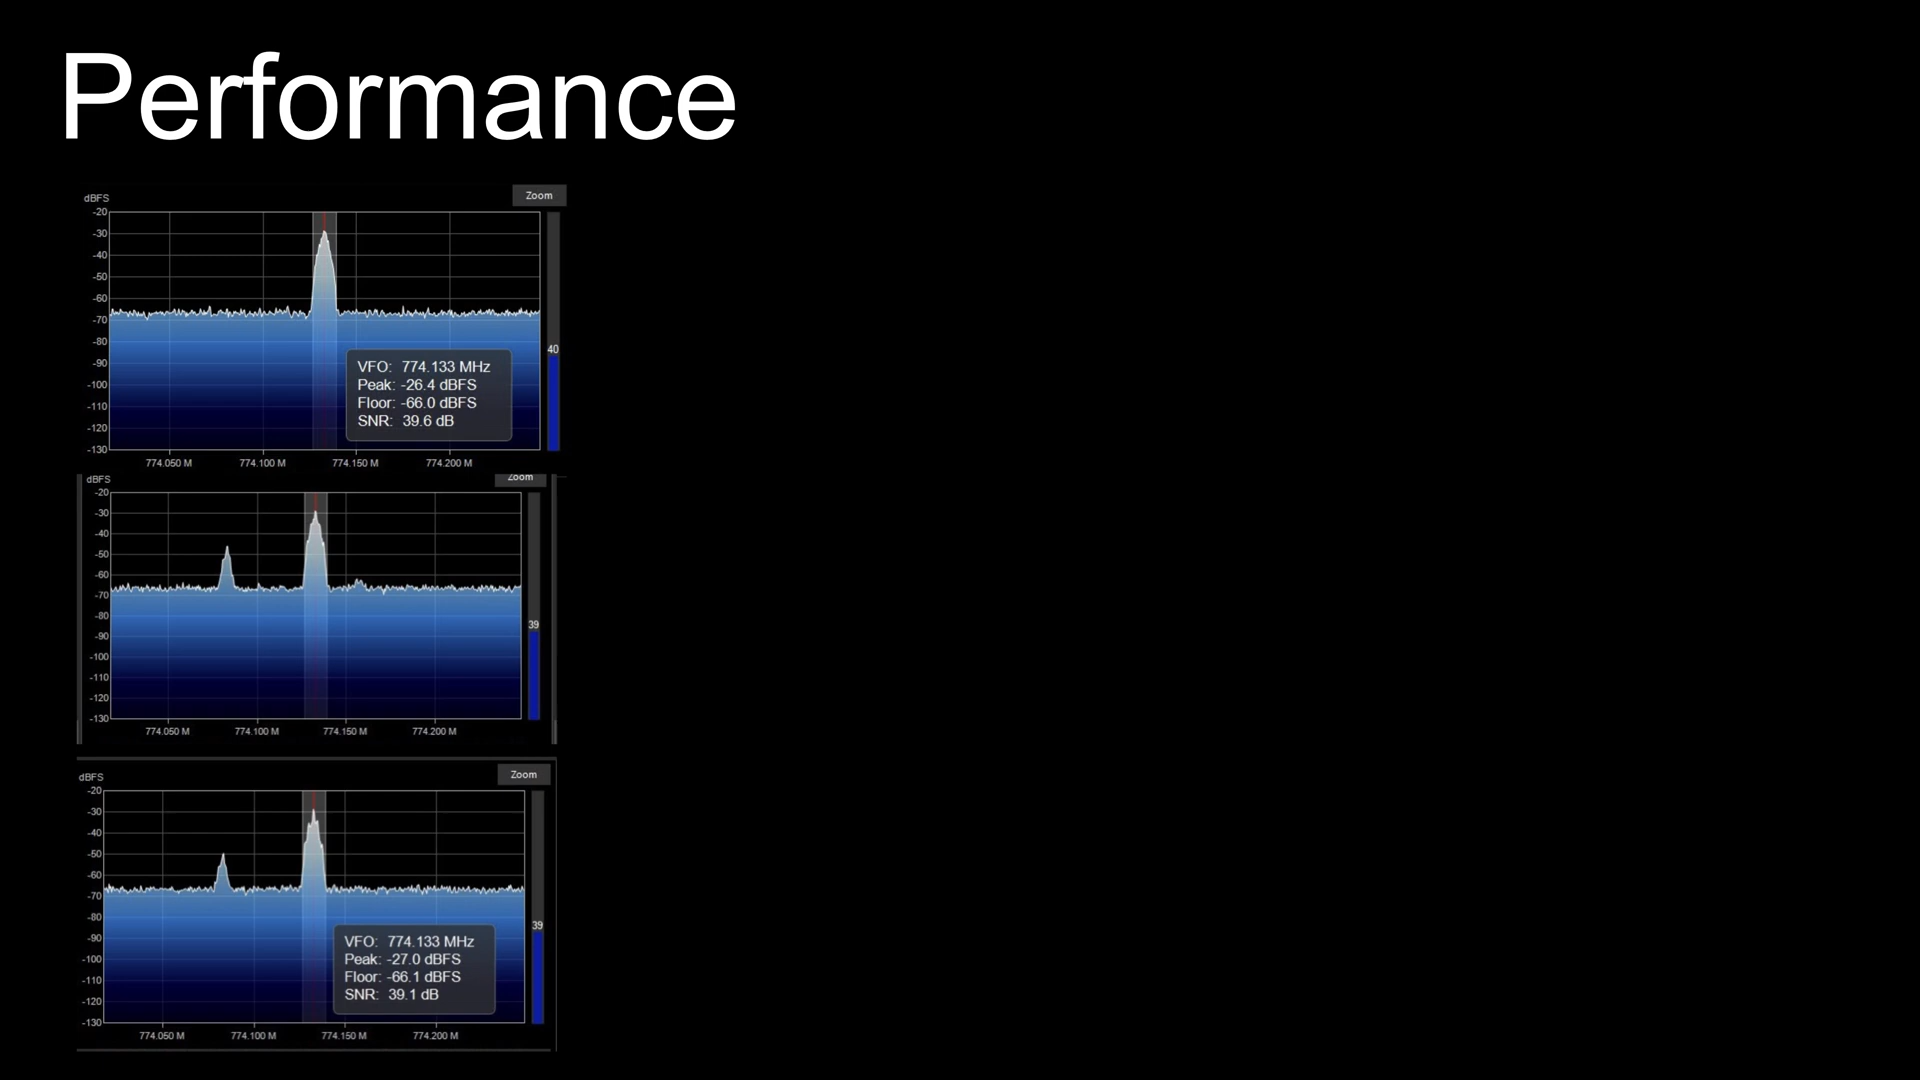 Performance
Zoom
dBFS
-20
-30
-40
-50
-60
-70
-80
-90
-100
-110
-120
-130
40
VFO: 774.133 MHz
Peak: -26.4 dBFS
Floor: -66.0 dBFS
SNR: 39.6 dB
774.050 M 774.100 M 774.150 M 774.200 M
Zoom
dBFS
-20
-30
-40
-50
-60
-70
-80
-90
-100
-110
-120
-130
39
774.050 M 774.100 M 774.150 M 774.200 M
Zoom
dBFS
-20
-30
-40
-50
-60
-70
-80
-90
-100
-110
-120
-130
39
VFO: 774.133 MHz
Peak: -27.0 dBFS
Floor: -66.1 dBFS
SNR: 39.1 dB
774.050 M 774.100 M 774.150 M 774.200 M